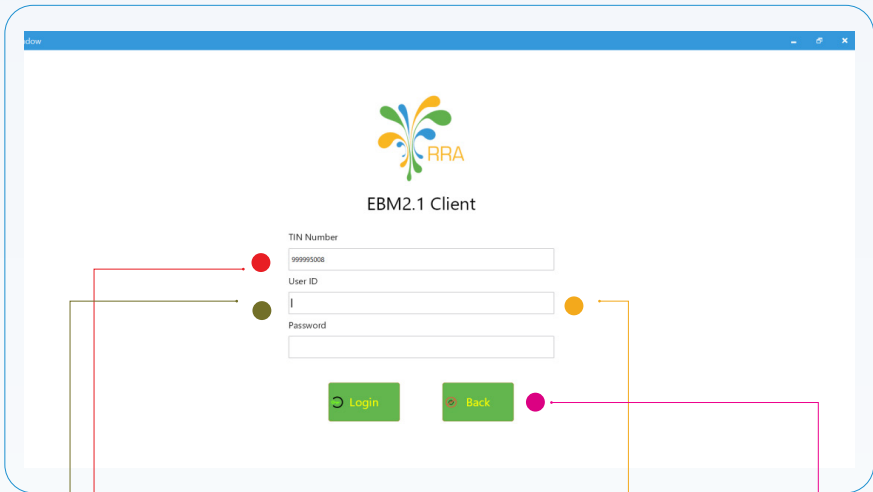 dow
RRA
EBM2.1 Client
TIN Number
999995008
User ID
Password
Login
Back